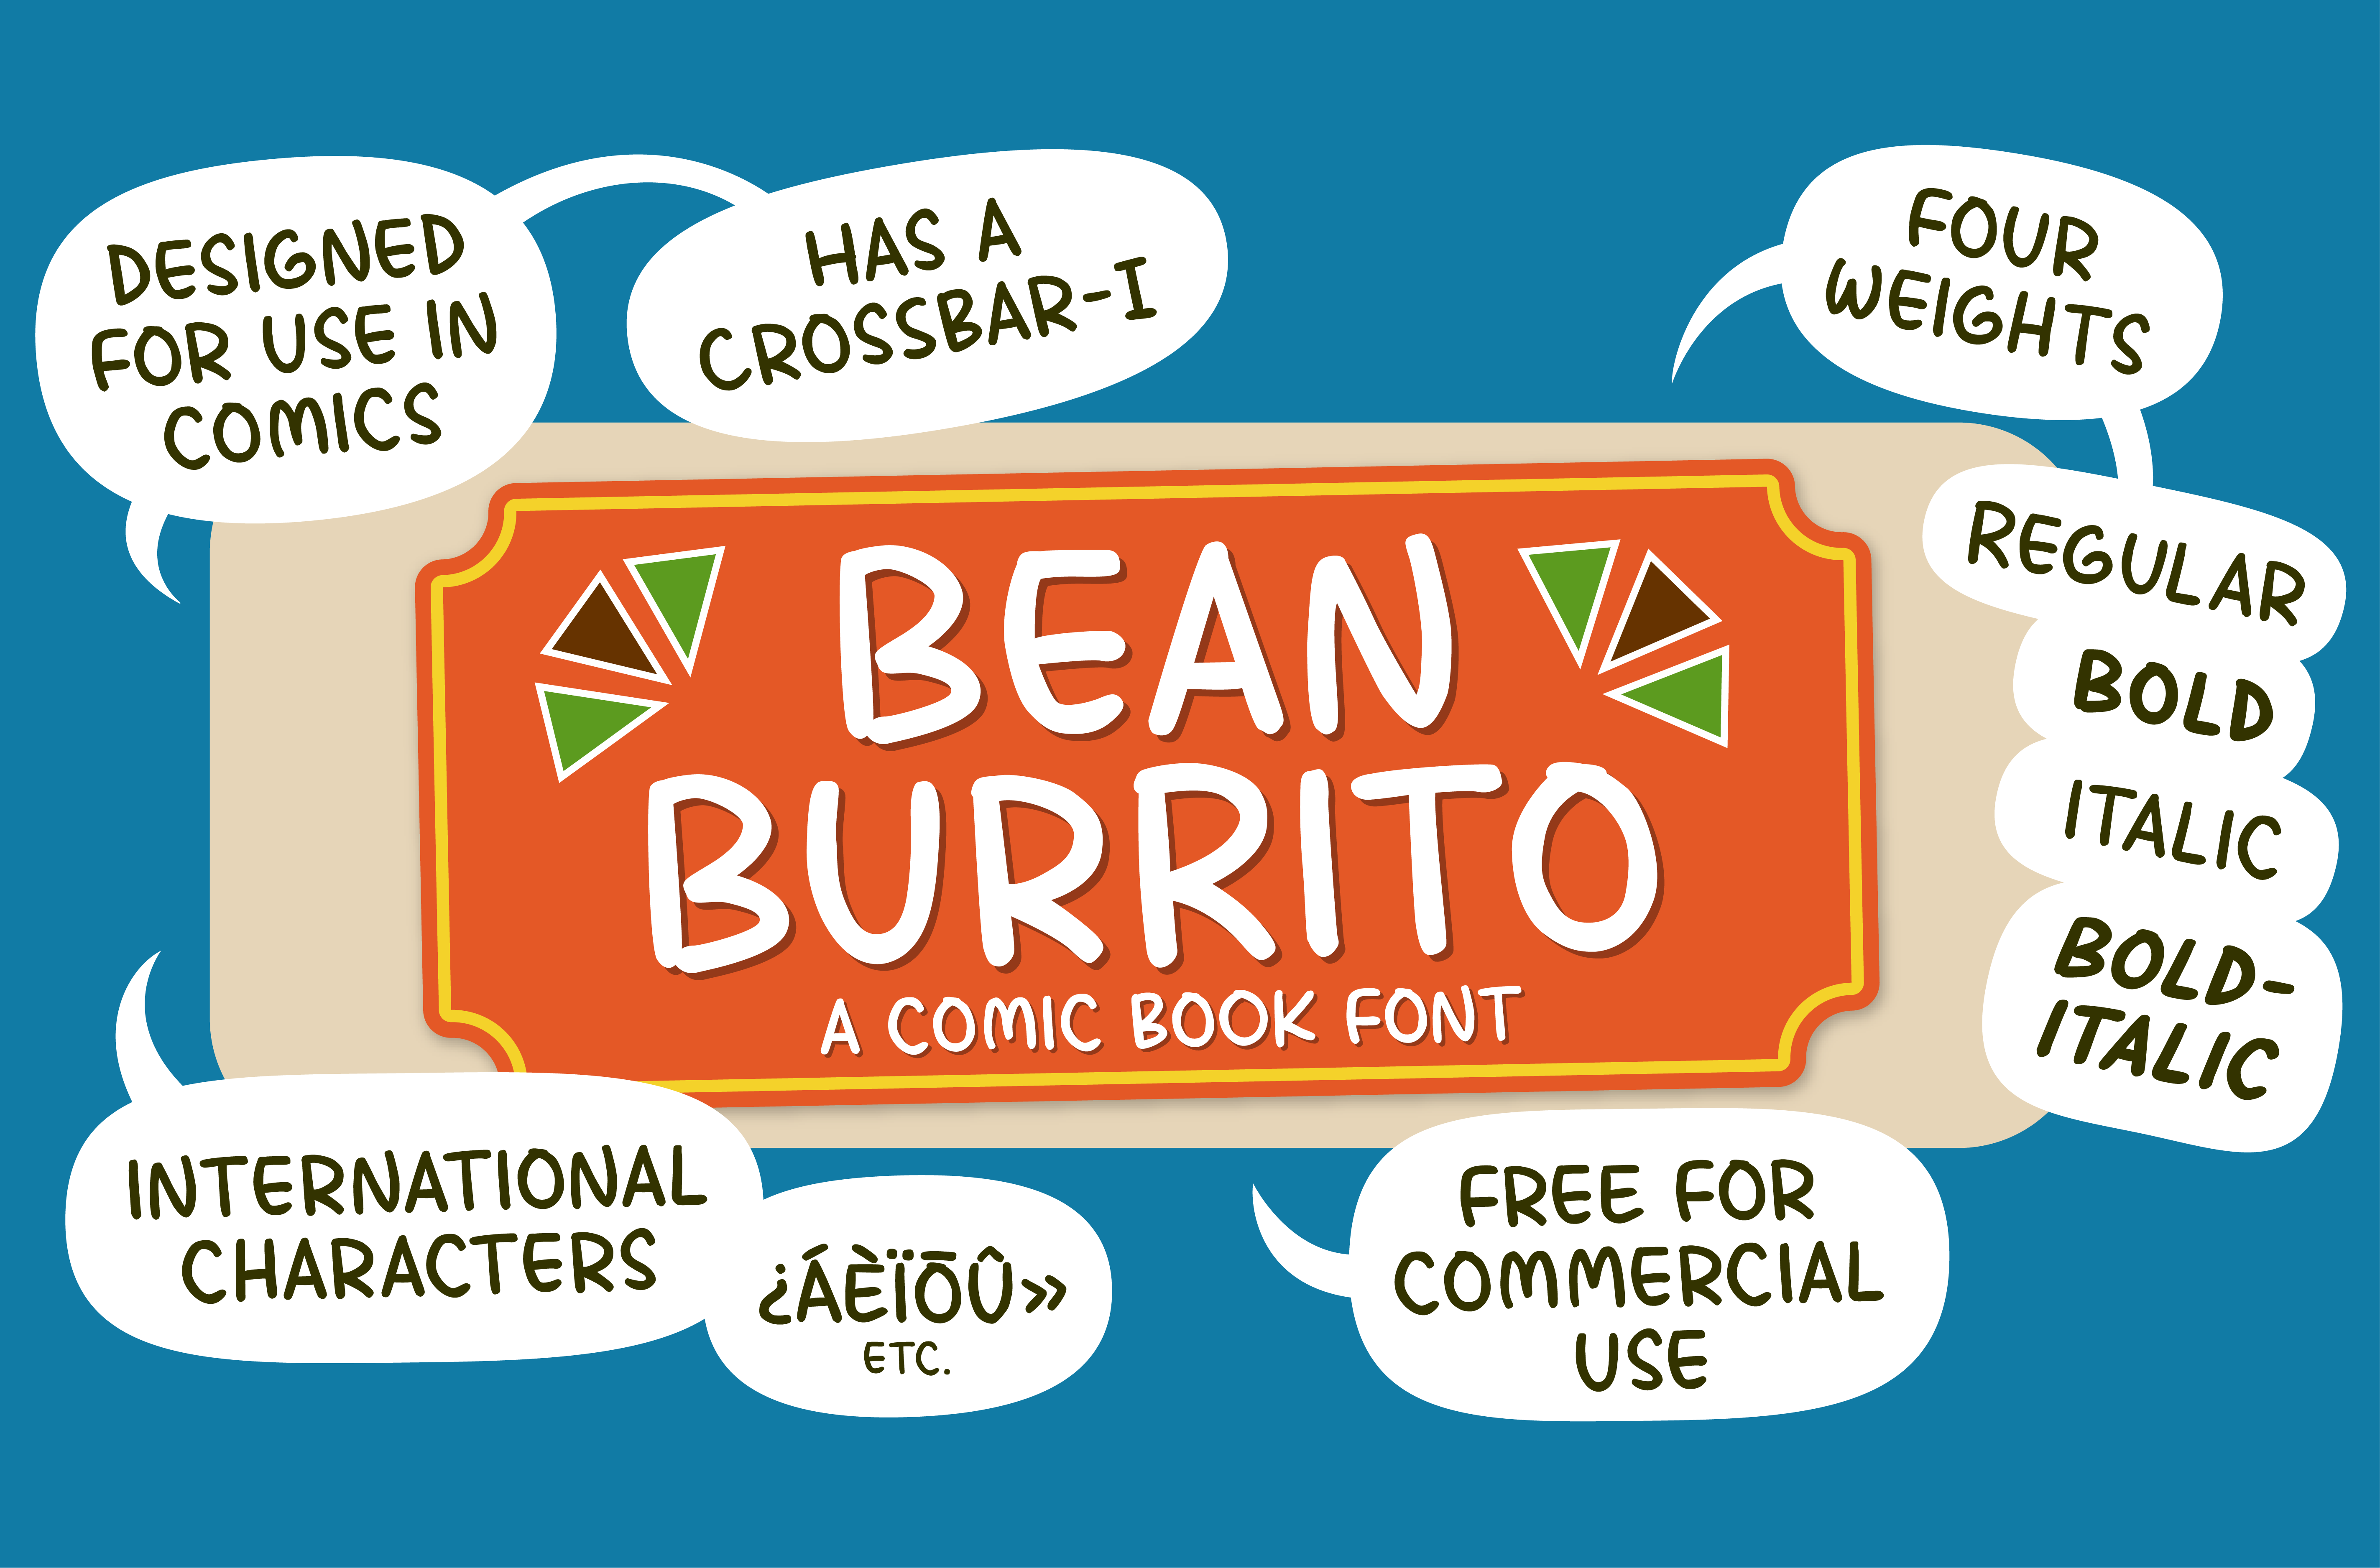 DESIGNED
FOR USE IN
COMICS
HAS A
CROSSBAR-I
FOUR
WEIGHTS
REGULAR
BOLD
ITALIC
BOLD-
ITALIC
BEAN
BURRITO
A COMIC BOOK FONT
INTERNATIONAL
CHARACTERS
¿ÁÈÏŌÛ»
ETC.
FREE FOR
COMMERCIAL
USE